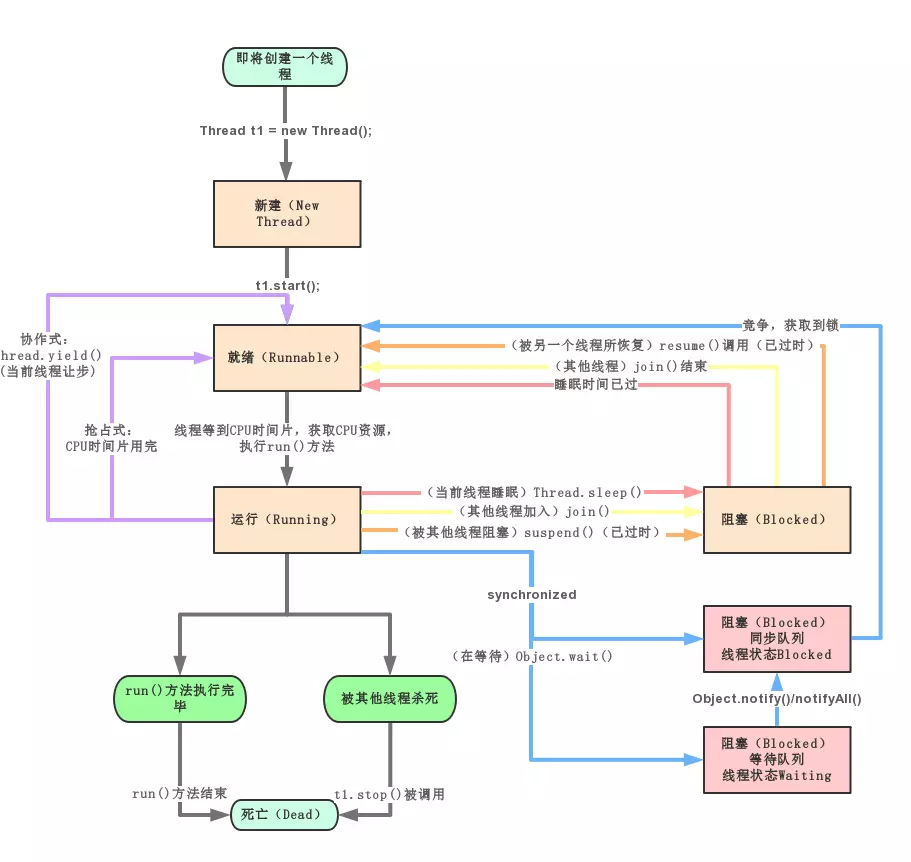 即将创建一个线
程
Thread t1 = new Thread();
新建（New
Thread）
t1.start();
协作式：
hread.yield()
(当前线程让步)
就绪（Runnable）
竞争，获取到锁
（被另一个线程所恢复）resume()调用（已过时）
（其他线程）join()结束
睡眠时间已过
抢占式：
CPU时间片用完
线程等到CPU时间片，获取CPU资源，
执行run()方法
运行（Running）
（当前线程睡眠）Thread.sleep()
（其他线程加入）join()
（被其他线程阻塞）suspend()（已过时）
阻塞（Blocked）
synchronized
阻塞（Blocked）
同步队列
线程状态Blocked
（在等待）Object.wait()
run()方法执行完
毕
被其他线程杀死
Object.notify()/notifyAll()
阻塞（Blocked）
等待队列
线程状态Waiting
run()方法结束
t1.stop()被调用
死亡（Dead）